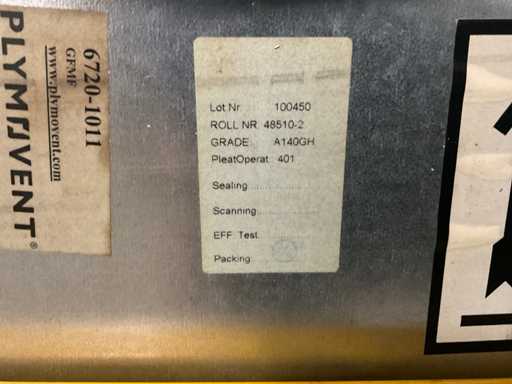 PLYMOVENT®
www.plymovent.com
GFMF
6720-1011
Lot Nr. 100450
ROLL NR. 48510-2
GRADE A140GH
PleatOperat. 401
Sealing
Scanning
EFF. Test
Packing